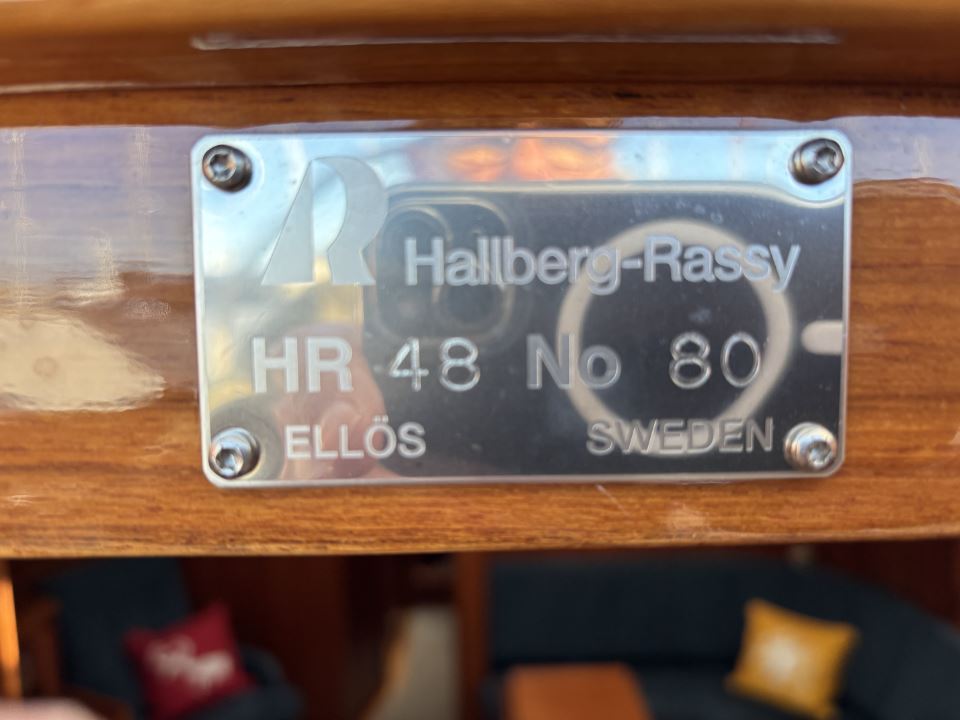 Hallberg-Rassy
HR 48 No 80
ELLÖS SWEDEN